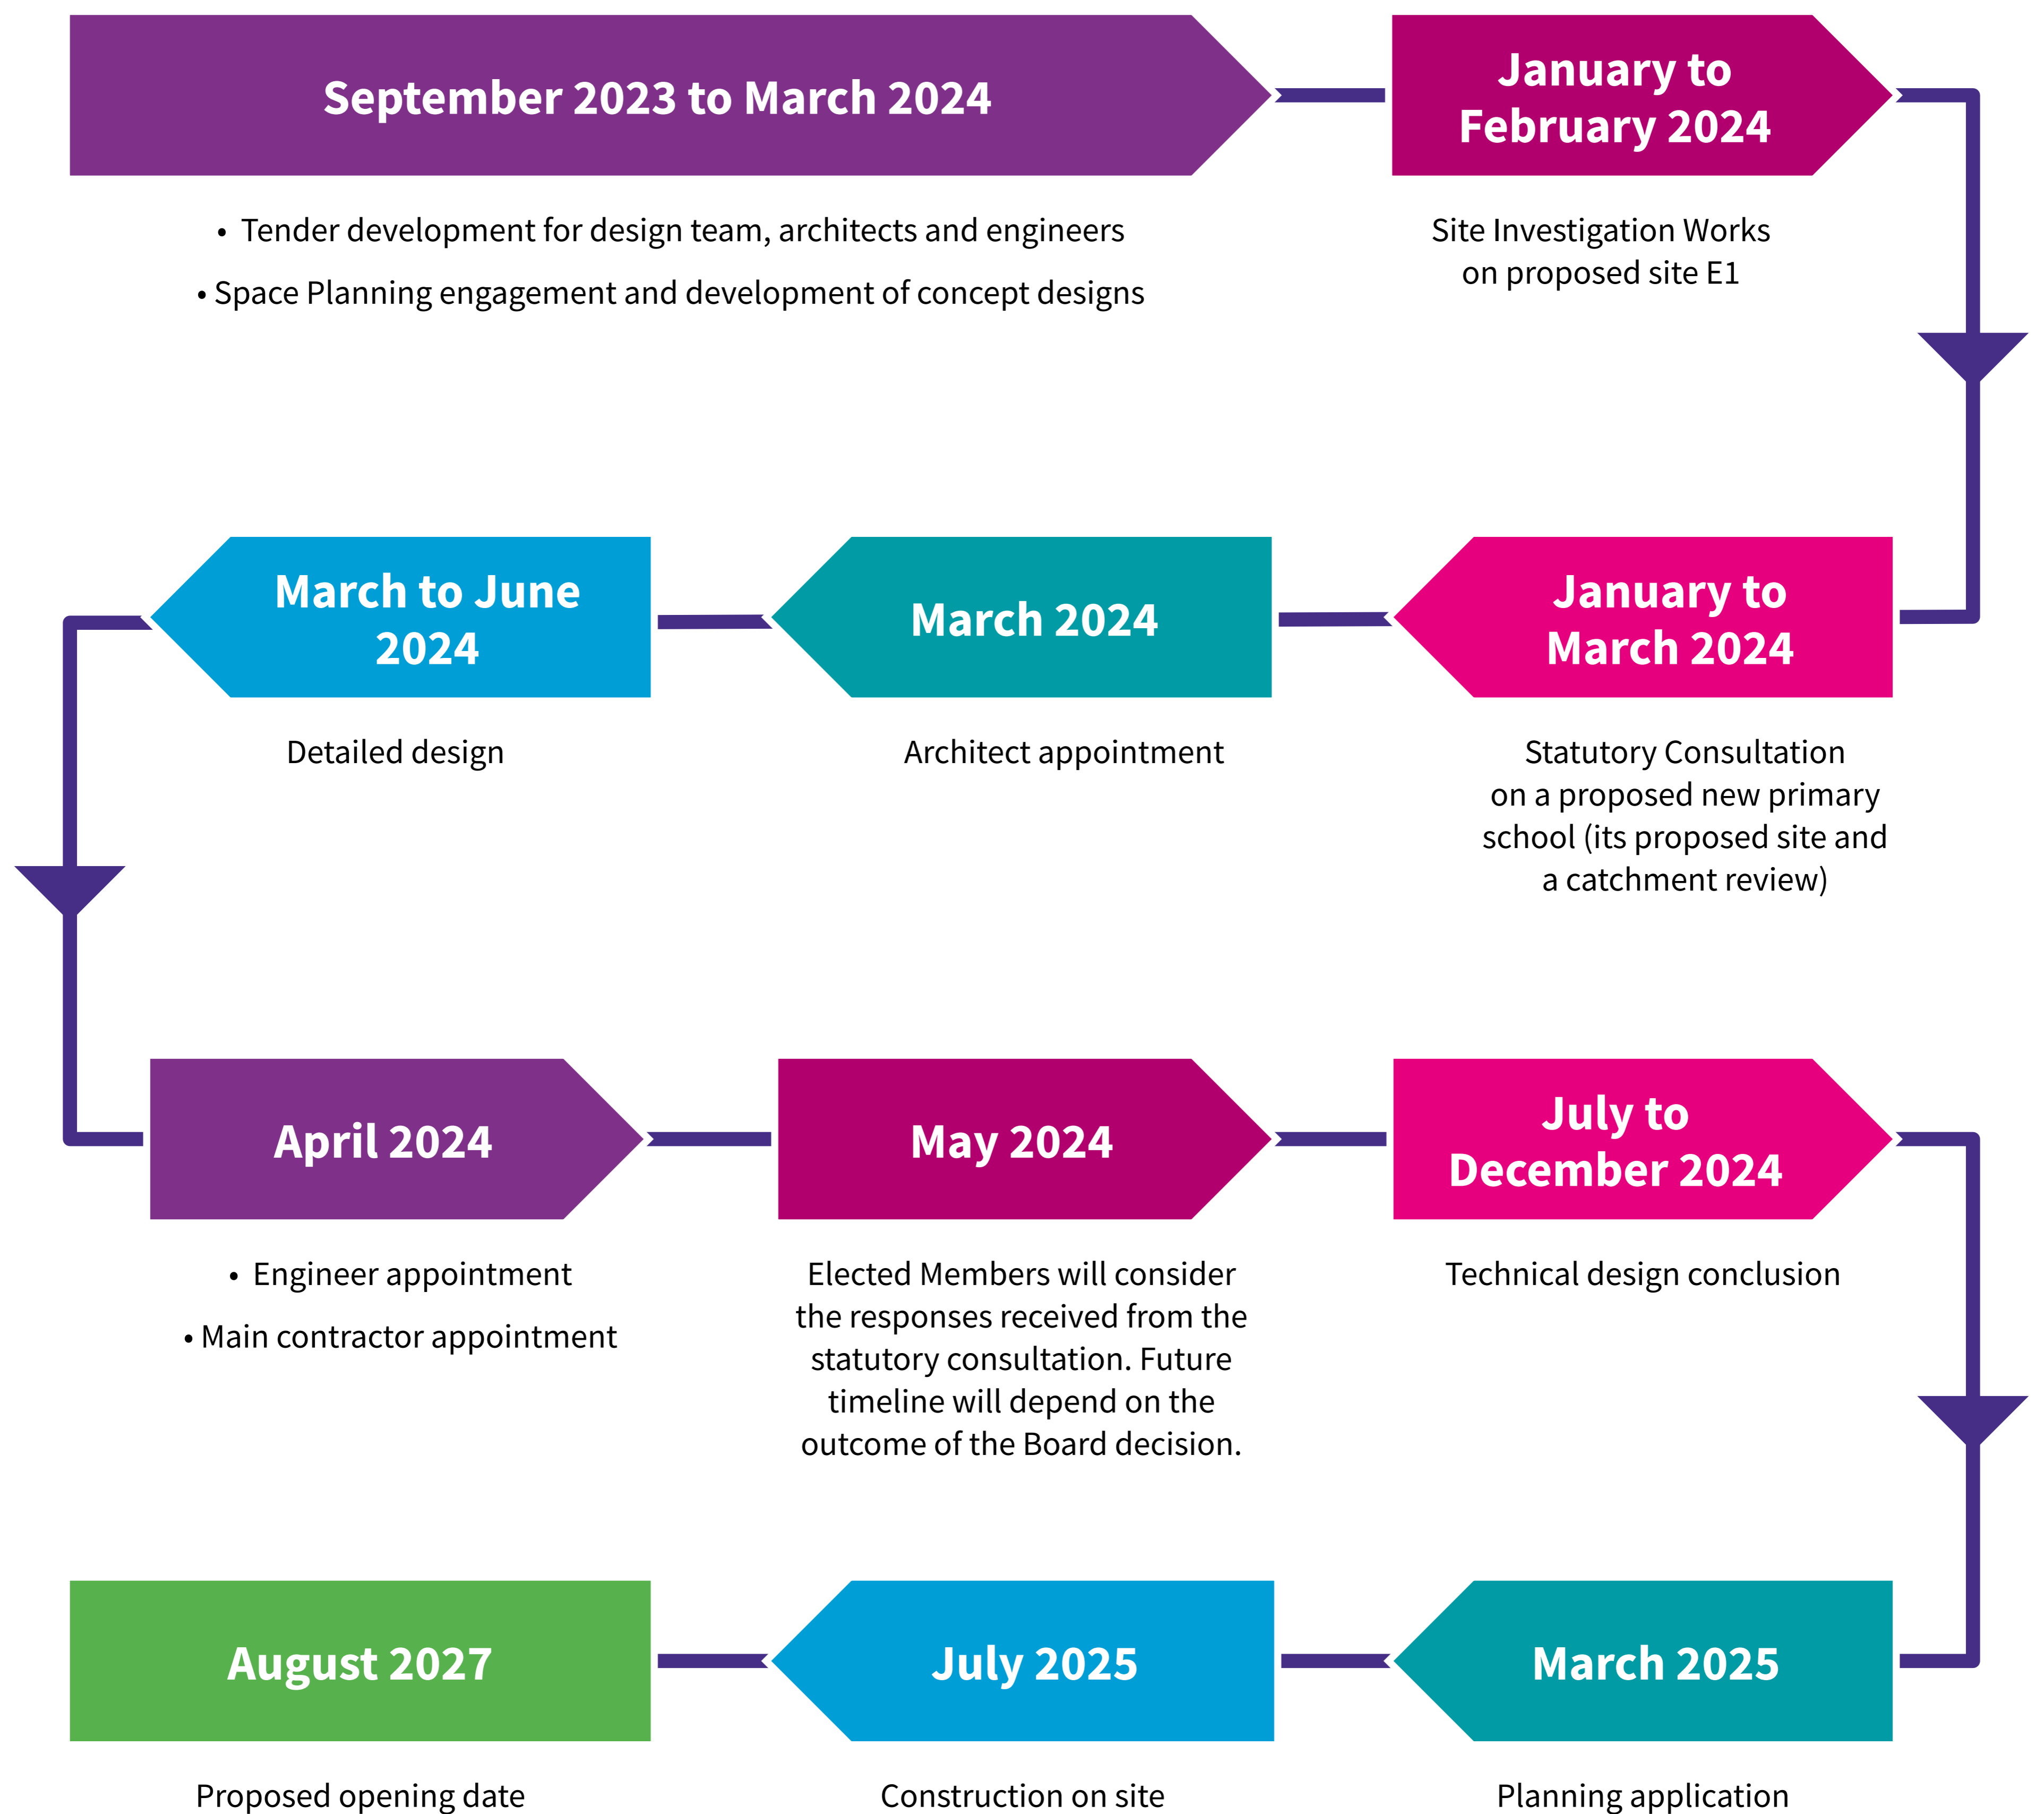 September 2023 to March 2024
• Tender development for design team, architects and engineers
• Space Planning engagement and development of concept designs
January to
February 2024
Site Investigation Works
on proposed site E1
January to
March 2024
Statutory Consultation
on a proposed new primary
school (its proposed site and
a catchment review)
March 2024
Architect appointment
March to June
2024
Detailed design
April 2024
• Engineer appointment
• Main contractor appointment
May 2024
Elected Members will consider
the responses received from the
statutory consultation. Future
timeline will depend on the
outcome of the Board decision.
July to
December 2024
Technical design conclusion
March 2025
Planning application
July 2025
Construction on site
August 2027
Proposed opening date